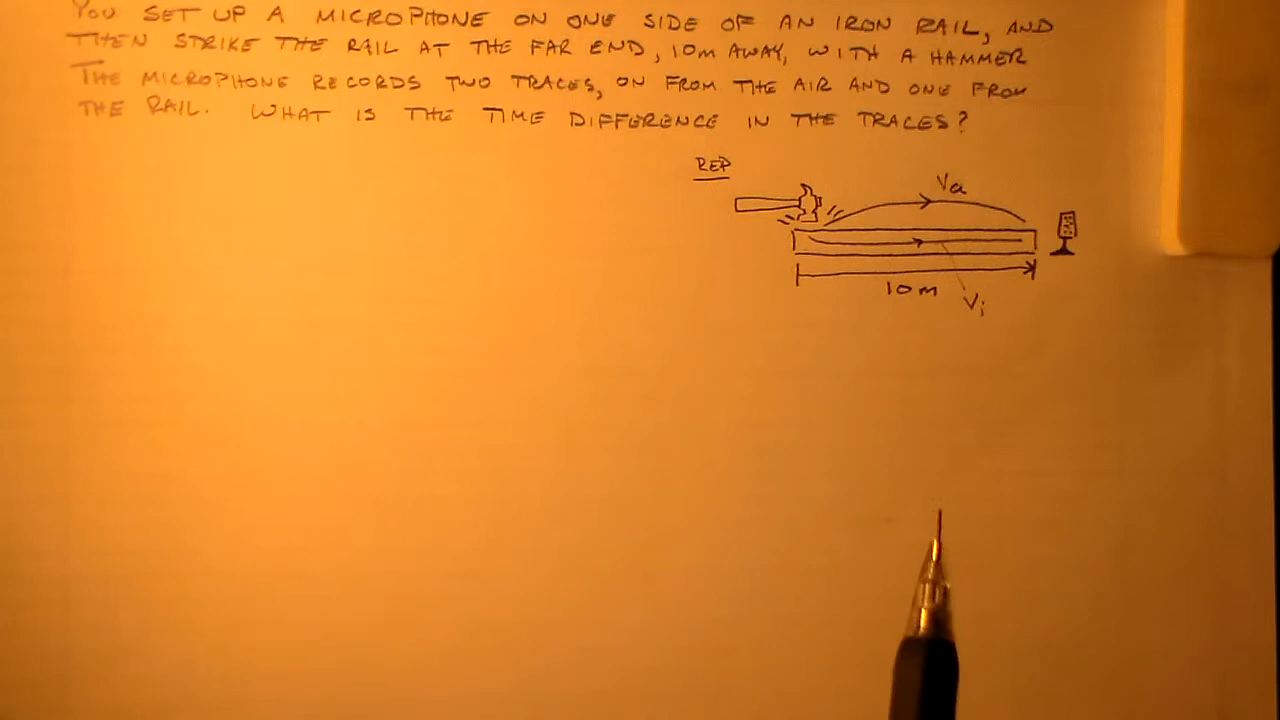 YOU SET UP A MICROPHONE ON ONE SIDE OF AN IRON RAIL, AND
THEN STRIKE THE RAIL AT THE FAR END, 10m AWAY, WITH A HAMMER
THE MICROPHONE RECORDS TWO TRACES, ON FROM THE AIR AND ONE FROM
THE RAIL. WHAT IS THE TIME DIFFERENCE IN THE TRACES?
REP
Va
10m
Vi